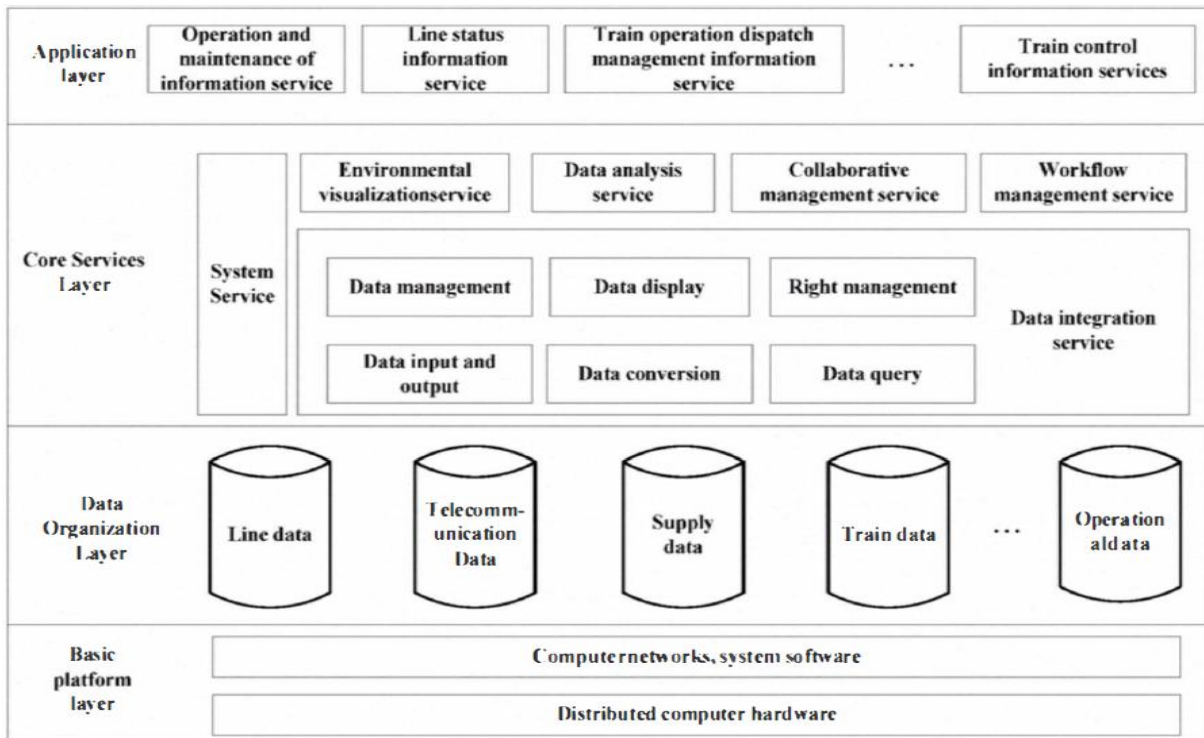 Application
layer
Operation and
maintenance of
information service
Line status
information
service
Train operation dispatch
management information
service
...
Train control
information services
Core Services
Layer
System
Service
Environmental
visualizationservice
Data analysis
service
Collaborative
management service
Workflow
management service
Data management
Data display
Right management
Data input and
output
Data conversion
Data query
Data integration
service
Data
Organization
Layer
Line data
Telecomm-
unication
Data
Supply
data
Train data
...
Operation
aldata
Basic
platform
layer
Computernetworks, system software
Distributed computer hardware